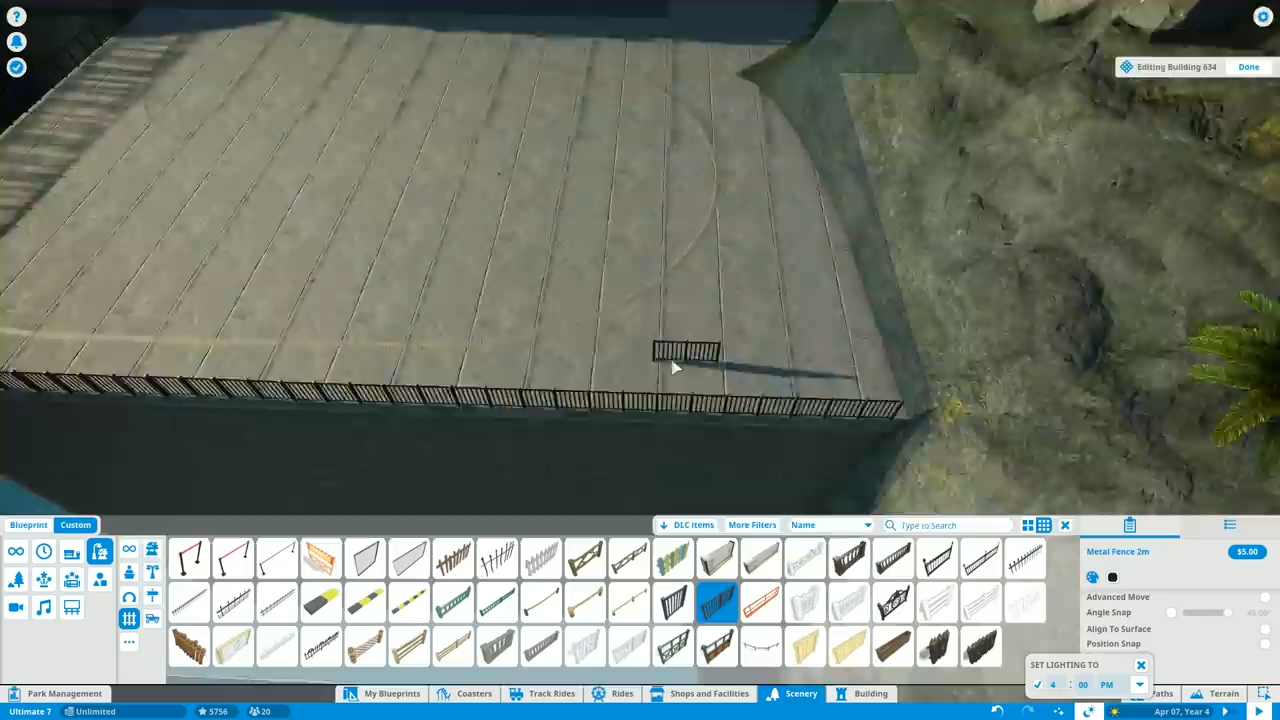 Editing Building 634 Done
Blueprint Custom DLC Items More Filters Name Type to Search
Metal Fence 2m $5.00
Advanced Move
Angle Snap 45.00°
Align To Surface
Position Snap
SET LIGHTING TO
4 : 00 PM
Park Management My Blueprints Coasters Track Rides Rides Shops and Facilities Scenery Building Paths Terrain
Ultimate 7 Unlimited 5756 20 Apr 07, Year 4